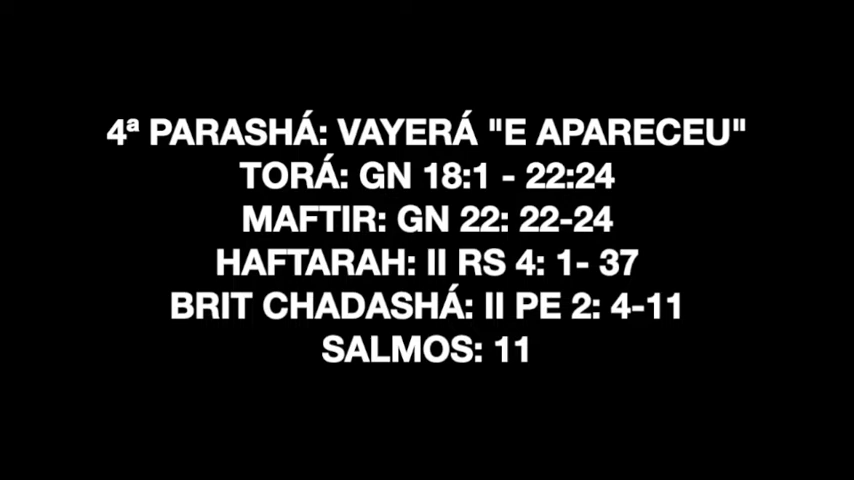 4ª PARASHÁ: VAYERÁ "E APARECEU"
TORÁ: GN 18:1 - 22:24
MAFTIR: GN 22: 22-24
HAFTARAH: II RS 4: 1- 37
BRIT CHADASHÁ: II PE 2: 4-11
SALMOS: 11